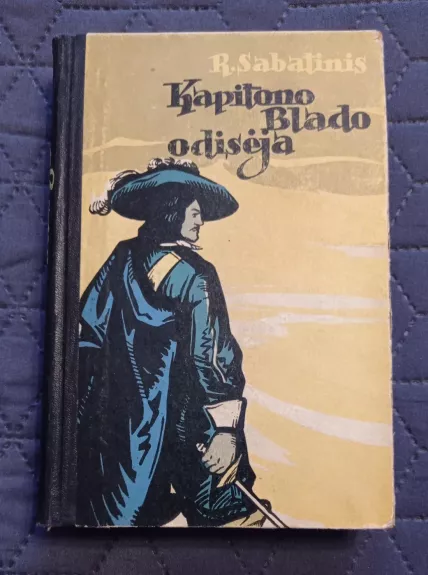 R. Sabatinis
Kapitono
Blado
odisėja